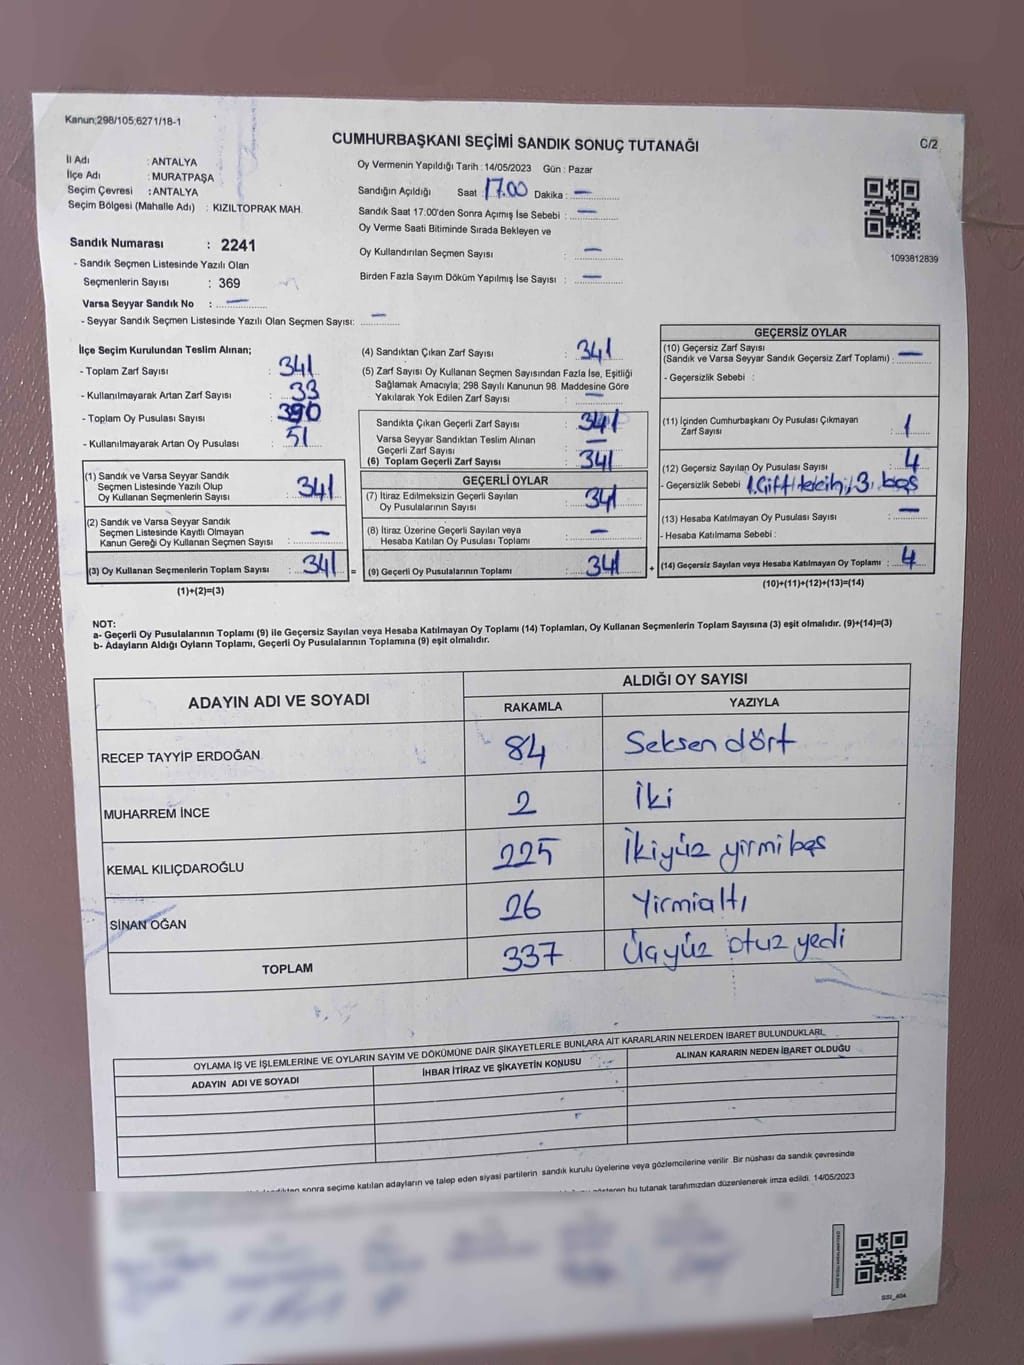 Kanun;298/105;6271/18-1
CUMHURBAŞKANI SEÇİMİ SANDIK SONUÇ TUTANAĞI
C/2
İl Adı : ANTALYA
İlçe Adı : MURATPAŞA
Seçim Çevresi : ANTALYA
Seçim Bölgesi (Mahalle Adı) : KIZILTOPRAK MAH.
Sandık Numarası : 2241
- Sandık Seçmen Listesinde Yazılı Olan
Seçmenlerin Sayısı : 369
Varsa Seyyar Sandık No : —
- Seyyar Sandık Seçmen Listesinde Yazılı Olan Seçmen Sayısı: —
Oy Vermenin Yapıldığı Tarih : 14/05/2023 Gün : Pazar
Sandığın Açıldığı Saat 17.00 Dakika : —
Sandık Saat 17.00'den Sonra Açımış İse Sebebi : —
Oy Verme Saati Bitiminde Sırada Bekleyen ve
Oy Kullandırılan Seçmen Sayısı : —
Birden Fazla Sayım Döküm Yapılmış İse Sayısı : —
1093812839
İlçe Seçim Kurulundan Teslim Alınan;
- Toplam Zarf Sayısı : 341
- Kullanılmayarak Artan Zarf Sayısı : 33
- Toplam Oy Pusulası Sayısı : 390
- Kullanılmayarak Artan Oy Pusulası : 51
(1) Sandık ve Varsa Seyyar Sandık
Seçmen Listesinde Yazılı Olup
Oy Kullanan Seçmenlerin Sayısı : 341
(2) Sandık ve Varsa Seyyar Sandık
Seçmen Listesinde Kayıtlı Olmayan
Kanun Gereği Oy Kullanan Seçmen Sayısı : —
(3) Oy Kullanan Seçmenlerin Toplam Sayısı : 341 =
(1)+(2)=(3)
(4) Sandıktan Çıkan Zarf Sayısı : 341
(5) Zarf Sayısı Oy Kullanan Seçmen Sayısından Fazla İse, Eşitliği
Sağlamak Amacıyla; 298 Sayılı Kanunun 98. Maddesine Göre
Yakılarak Yok Edilen Zarf Sayısı : —
Sandıkta Çıkan Geçerli Zarf Sayısı : 341
Varsa Seyyar Sandıktan Teslim Alınan
Geçerli Zarf Sayısı : —
(6) Toplam Geçerli Zarf Sayısı : 341
GEÇERLİ OYLAR
(7) İtiraz Edilmeksizin Geçerli Sayılan
Oy Pusulalarının Sayısı : 341
(8) İtiraz Üzerine Geçerli Sayılan veya
Hesaba Katılan Oy Pusulası Toplamı : —
(9) Geçerli Oy Pusulalarının Toplamı : 341 +
GEÇERSİZ OYLAR
(10) Geçersiz Zarf Sayısı
(Sandık ve Varsa Seyyar Sandık Geçersiz Zarf Toplamı) : —
- Geçersizlik Sebebi :
(11) İçinden Cumhurbaşkanı Oy Pusulası Çıkmayan
Zarf Sayısı : 1
(12) Geçersiz Sayılan Oy Pusulası Sayısı : 4
- Geçersizlik Sebebi : 1.Çift tercih, 3. boş
(13) Hesaba Katılmayan Oy Pusulası Sayısı : —
- Hesaba Katılmama Sebebi :
(14) Geçersiz Sayılan veya Hesaba Katılmayan Oy Toplamı : 4
(10)+(11)+(12)+(13)=(14)
NOT:
a- Geçerli Oy Pusulalarının Toplamı (9) ile Geçersiz Sayılan veya Hesaba Katılmayan Oy Toplamı (14) Toplamları, Oy Kullanan Seçmenlerin Toplam Sayısına (3) eşit olmalıdır. (9)+(14)=(3)
b- Adayların Aldığı Oyların Toplamı, Geçerli Oy Pusulalarının Toplamına (9) eşit olmalıdır.
ADAYIN ADI VE SOYADI
ALDIĞI OY SAYISI
RAKAMLA YAZIYLA
RECEP TAYYİP ERDOĞAN 84 Seksen dört
MUHARREM İNCE 2 İki
KEMAL KILIÇDAROĞLU 225 İkiyüz yirmi beş
SİNAN OĞAN 26 Yirmialtı
TOPLAM 337 Üçyüz otuz yedi
OYLAMA İŞ VE İŞLEMLERİNE VE OYLARIN SAYIM VE DÖKÜMÜNE DAİR ŞİKAYETLERLE BUNLARA AİT KARARLARIN NELERDEN İBARET BULUNDUKLARI
ADAYIN ADI VE SOYADI İHBAR İTİRAZ VE ŞİKAYETİN KONUSU ALINAN KARARIN NEDEN İBARET OLDUĞU
sonra seçime katılan adayların ve talep eden siyasi partilerin sandık kurulu üyelerine veya gözlemcilerine verilir. Bir nüshası da sandık çevresinde
bu tutanak tarafımızdan düzenlenerek imza edildi. 14/05/2023
SSI_404